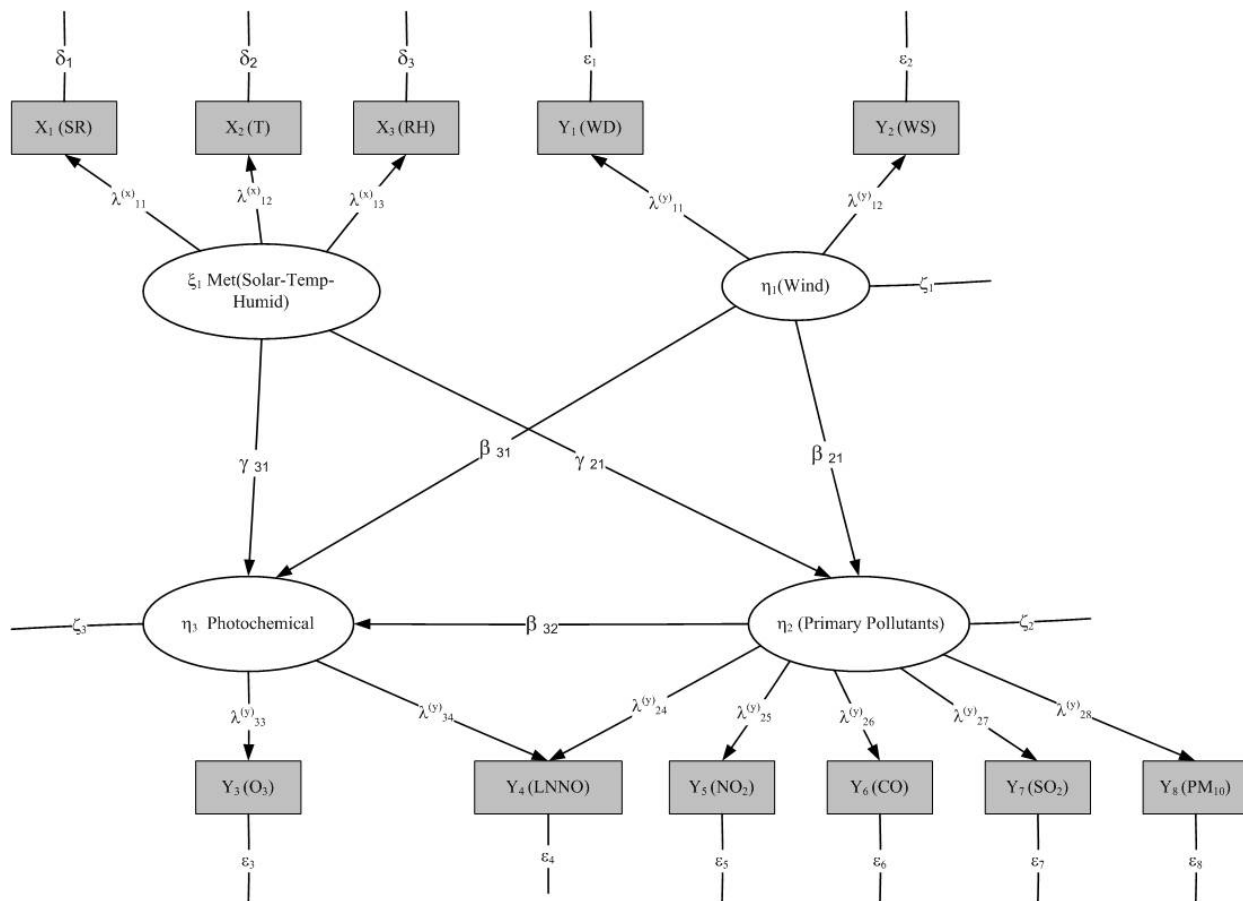 δ₁
δ₂
δ₃
ε₁
ε₂
X₁ (SR)
X₂ (T)
X₃ (RH)
Y₁ (WD)
Y₂ (WS)
λ⁽ˣ⁾₁₁
λ⁽ˣ⁾₁₂
λ⁽ˣ⁾₁₃
λ⁽ʸ⁾₁₁
λ⁽ʸ⁾₁₂
ξ₁ Met(Solar-Temp-
Humid)
η₁(Wind)
ζ₁
γ ₃₁
β ₃₁
γ ₂₁
β ₂₁
ζ₃
η₃ Photochemical
β ₃₂
η₂ (Primary Pollutants)
ζ₂
λ⁽ʸ⁾₃₃
λ⁽ʸ⁾₃₄
λ⁽ʸ⁾₂₄
λ⁽ʸ⁾₂₅
λ⁽ʸ⁾₂₆
λ⁽ʸ⁾₂₇
λ⁽ʸ⁾₂₈
Y₃ (O₃)
Y₄ (LNNO)
Y₅ (NO₂)
Y₆ (CO)
Y₇ (SO₂)
Y₈ (PM₁₀)
ε₃
ε₄
ε₅
ε₆
ε₇
ε₈